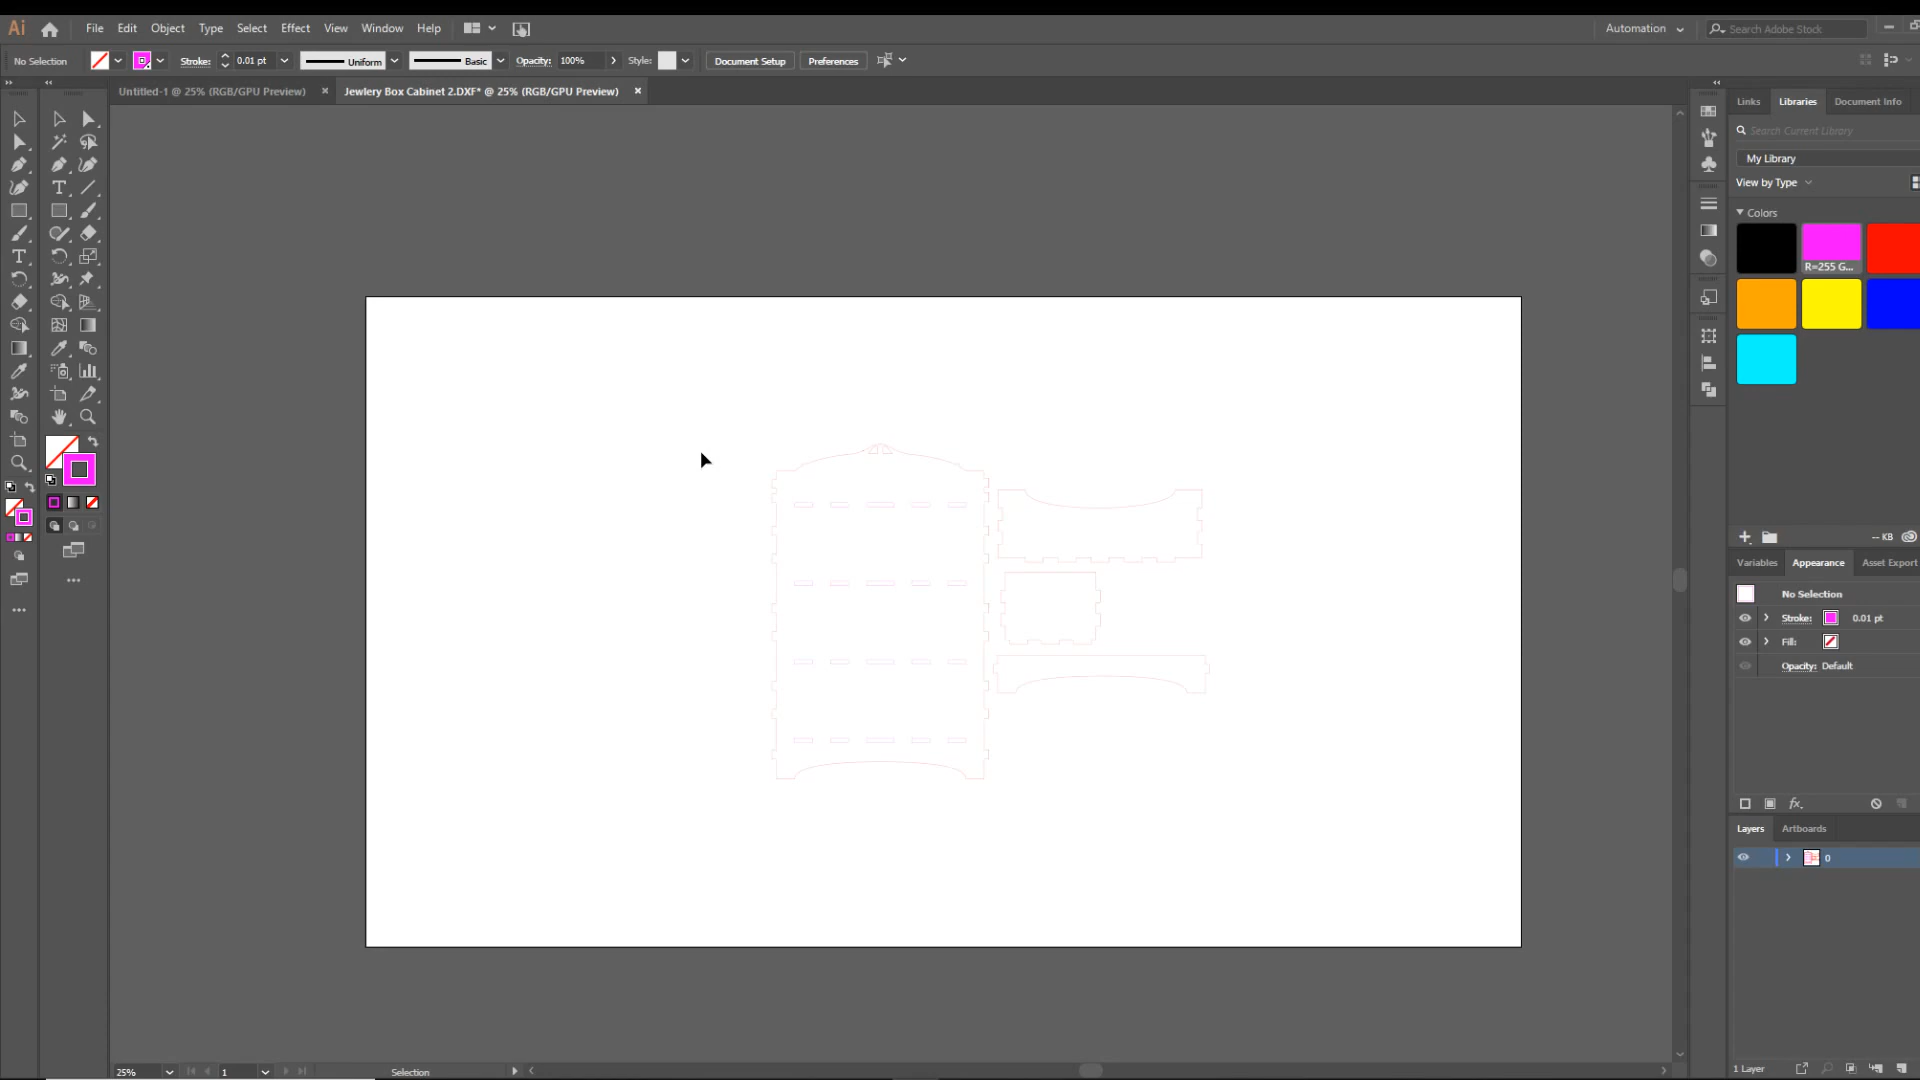 Ai File Edit Object Type Select Effect View Window Help Automation Search Adobe Stock
No Selection Stroke: 0.01 pt Uniform Basic Opacity: 100% Style: Document Setup Preferences
Untitled-1 @ 25% (RGB/GPU Preview) × Jewlery Box Cabinet 2.DXF* @ 25% (RGB/GPU Preview) ×
Links Libraries Document Info
Search Current Library
My Library
View by Type
Colors
R=255 G...
-- KB
Variables Appearance Asset Export
No Selection
Stroke: 0.01 pt
Fill:
Opacity: Default
fx.
Layers Artboards
0
25% 1 Selection
1 Layer